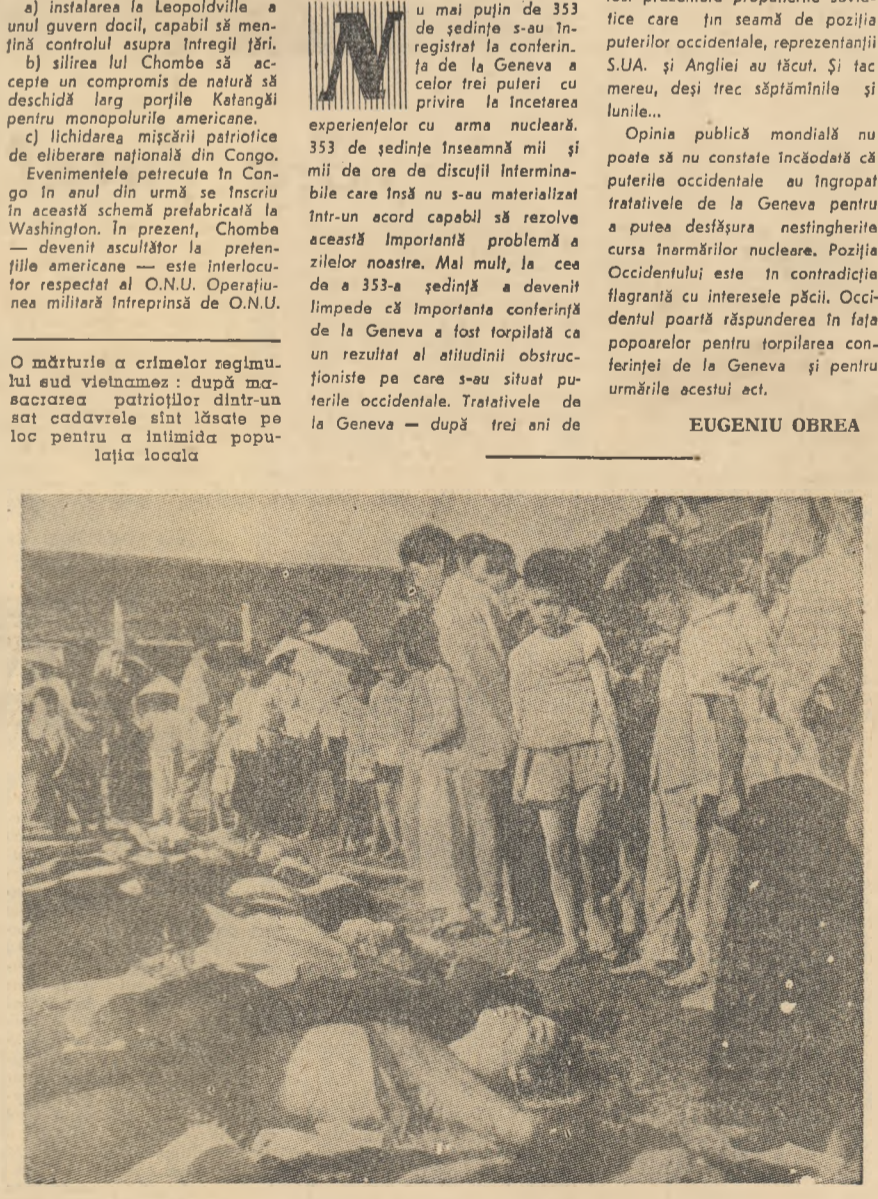 a) instalarea la Leopoldville a
unui guvern docil, capabil să men-
țină controlul asupra întregii țări.
b) silirea lui Chombe să ac-
cepte un compromis de natură să
deschidă larg porțile Katangăi
pentru monopolurile americane.
c) lichidarea mișcării patriotice
de eliberare națională din Congo.
Evenimentele petrecute în Con-
go în anul din urmă se înscriu
în această schemă prefabricată la
Washington. În prezent, Chombe
— devenit ascultător la preten-
țiile americane — este interlocu-
tor respectat al O.N.U. Operațiu-
nea militară întreprinsă de O.N.U.
O mărturie a crimelor regimu-
lui sud vietnamez : după ma-
sacrarea patrioților dintr-un
sat cadavrele sînt lăsate pe
loc pentru a intimida popu-
lația locala
Nu mai puțin de 353
de ședințe s-au în-
registrat la conferin-
ța de la Geneva a
celor trei puteri cu
privire la încetarea
experiențelor cu arma nucleară.
353 de ședințe înseamnă mii și
mii de ore de discuții intermina-
bile care însă nu s-au materializat
într-un acord capabil să rezolve
această importantă problemă a
zilelor noastre. Mai mult, la cea
de a 353-a ședință a devenit
limpede că importanta conferință
de la Geneva a fost torpilată ca
un rezultat al atitudinii obstruc-
ționiste pe care s-au situat pu-
terile occidentale. Tratativele de
la Geneva — după trei ani de
tice care țin seamă de poziția
puterilor occidentale, reprezentanții
S.UA. și Angliei au tăcut. Și tac
mereu, deși trec săptămînile și
lunile...
Opinia publică mondială nu
poate să nu constate încăodată că
puterile occidentale au îngropat
tratativele de la Geneva pentru
a putea desfășura nestingherite
cursa înarmărilor nucleare. Poziția
Occidentului este în contradicție
flagrantă cu interesele păcii. Occi-
dentul poartă răspunderea în fața
popoarelor pentru torpilarea con-
ferinței de la Geneva și pentru
urmările acestui act.
EUGENIU OBREA